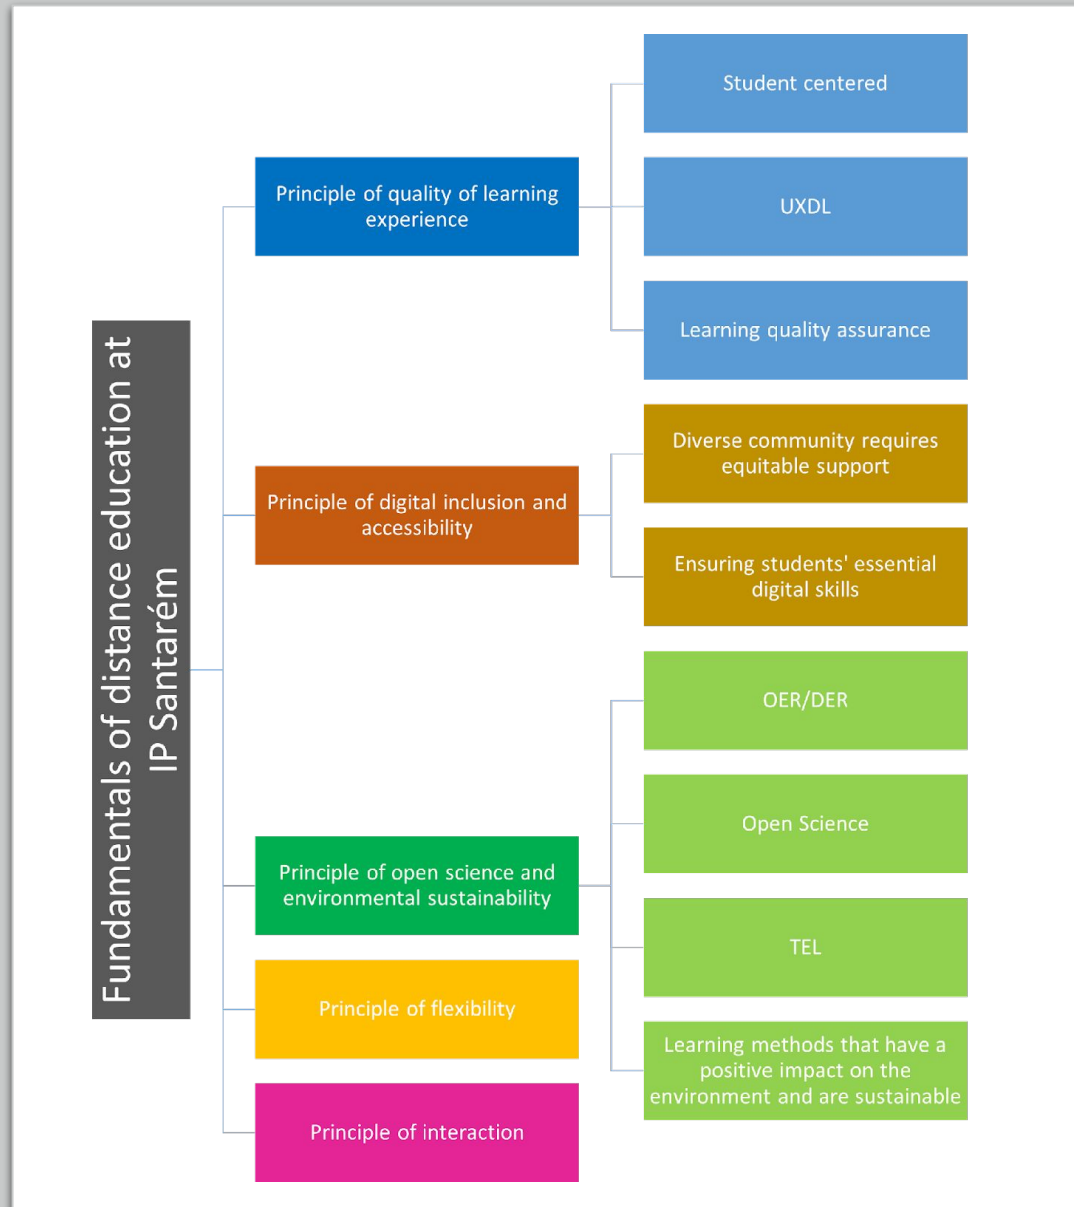 Fundamentals of distance education at
IP Santarém
Principle of quality of learning
experience
Student centered
UXDL
Learning quality assurance
Principle of digital inclusion and
accessibility
Diverse community requires
equitable support
Ensuring students' essential
digital skills
Principle of open science and
environmental sustainability
OER/DER
Open Science
TEL
Learning methods that have a
positive impact on the
environment and are sustainable
Principle of flexibility
Principle of interaction